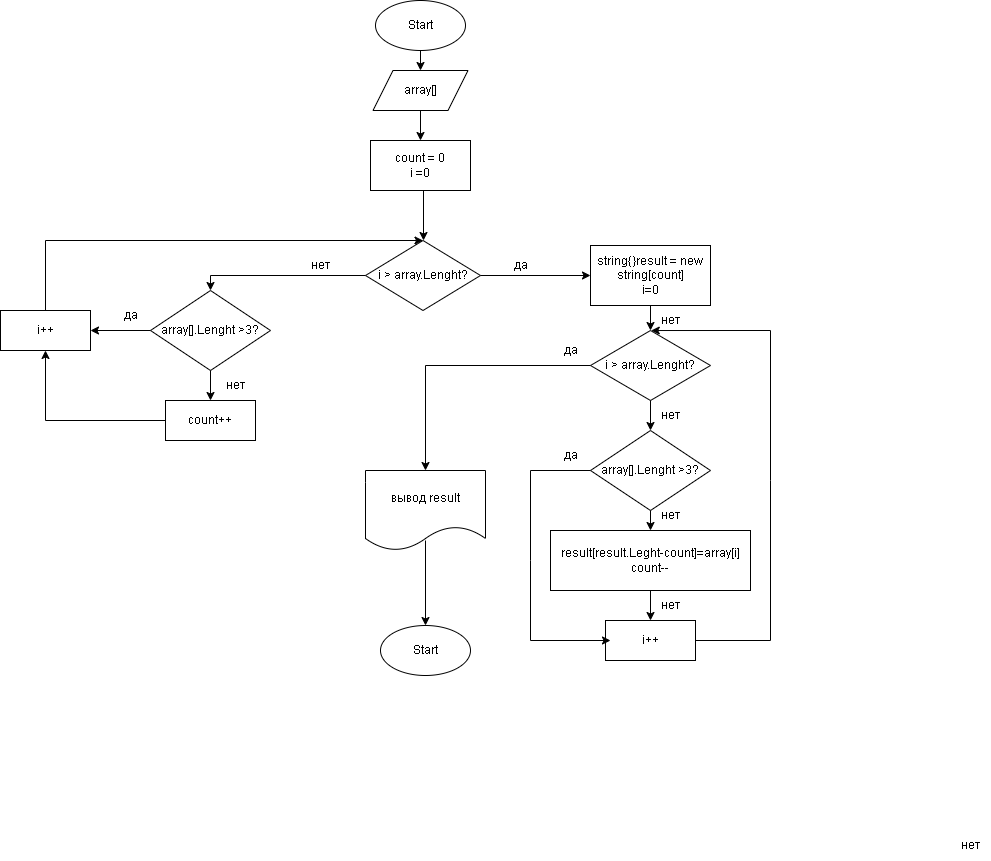 Start
array[]
count = 0
i =0
i > array.Lenght?
нет
да
string{}result = new
string[count]
i=0
array[].Lenght >3?
да
i++
нет
count++
нет
i > array.Lenght?
да
нет
array[].Lenght >3?
да
нет
вывод result
result[result.Leght-count]=array[i]
count--
нет
i++
Start
нет